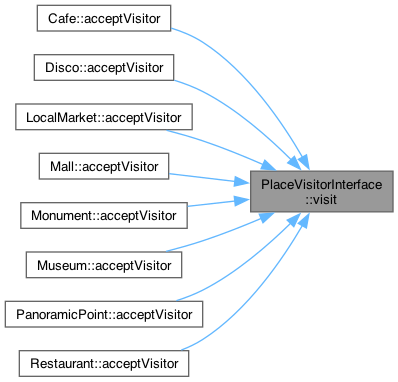 Cafe::acceptVisitor
Disco::acceptVisitor
LocalMarket::acceptVisitor
Mall::acceptVisitor
Monument::acceptVisitor
Museum::acceptVisitor
PanoramicPoint::acceptVisitor
Restaurant::acceptVisitor
PlaceVisitorInterface
::visit